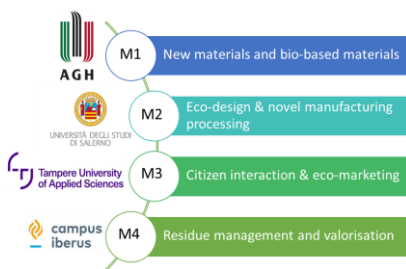 AGH
M1
New materials and bio-based materials
UNIVERSITÀ DEGLI STUDI
DI SALERNO
M2
Eco-design & novel manufacturing
processing
Tampere University
of Applied Sciences
M3
Citizen interaction & eco-marketing
campus
iberus
M4
Residue management and valorisation